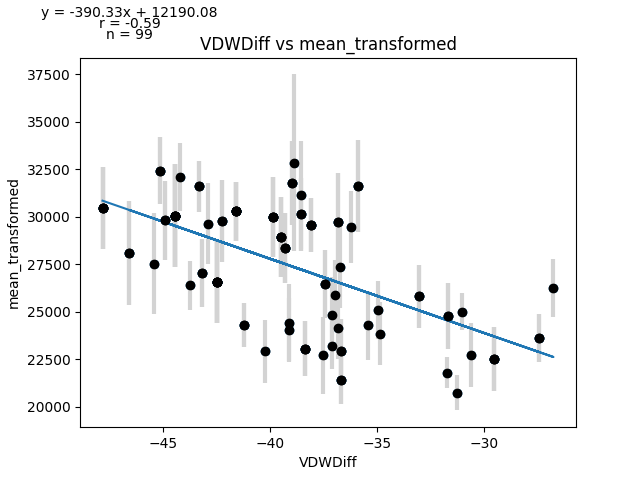 y = -390.33x + 12190.08
r = -0.59
n = 99
VDWDiff vs mean_transformed
37500
35000
32500
30000
27500
25000
22500
20000
mean_transformed
−45
−40
−35
−30
VDWDiff